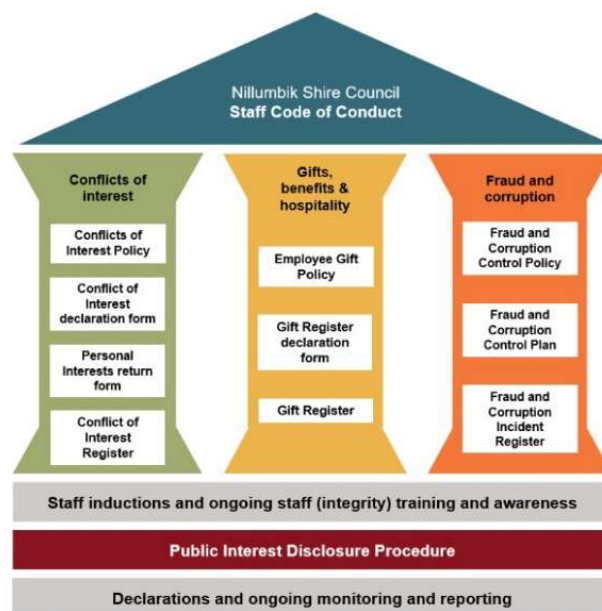 Nillumbik Shire Council
Staff Code of Conduct
Conflicts of
interest
Conflicts of
Interest Policy
Conflict of
Interest
declaration form
Personal
Interests return
form
Conflict of
Interest
Register
Gifts,
benefits &
hospitality
Employee Gift
Policy
Gift Register
declaration
form
Gift Register
Fraud and
corruption
Fraud and
Corruption
Control Policy
Fraud and
Corruption
Control Plan
Fraud and
Corruption
Incident
Register
Staff inductions and ongoing staff (integrity) training and awareness
Public Interest Disclosure Procedure
Declarations and ongoing monitoring and reporting